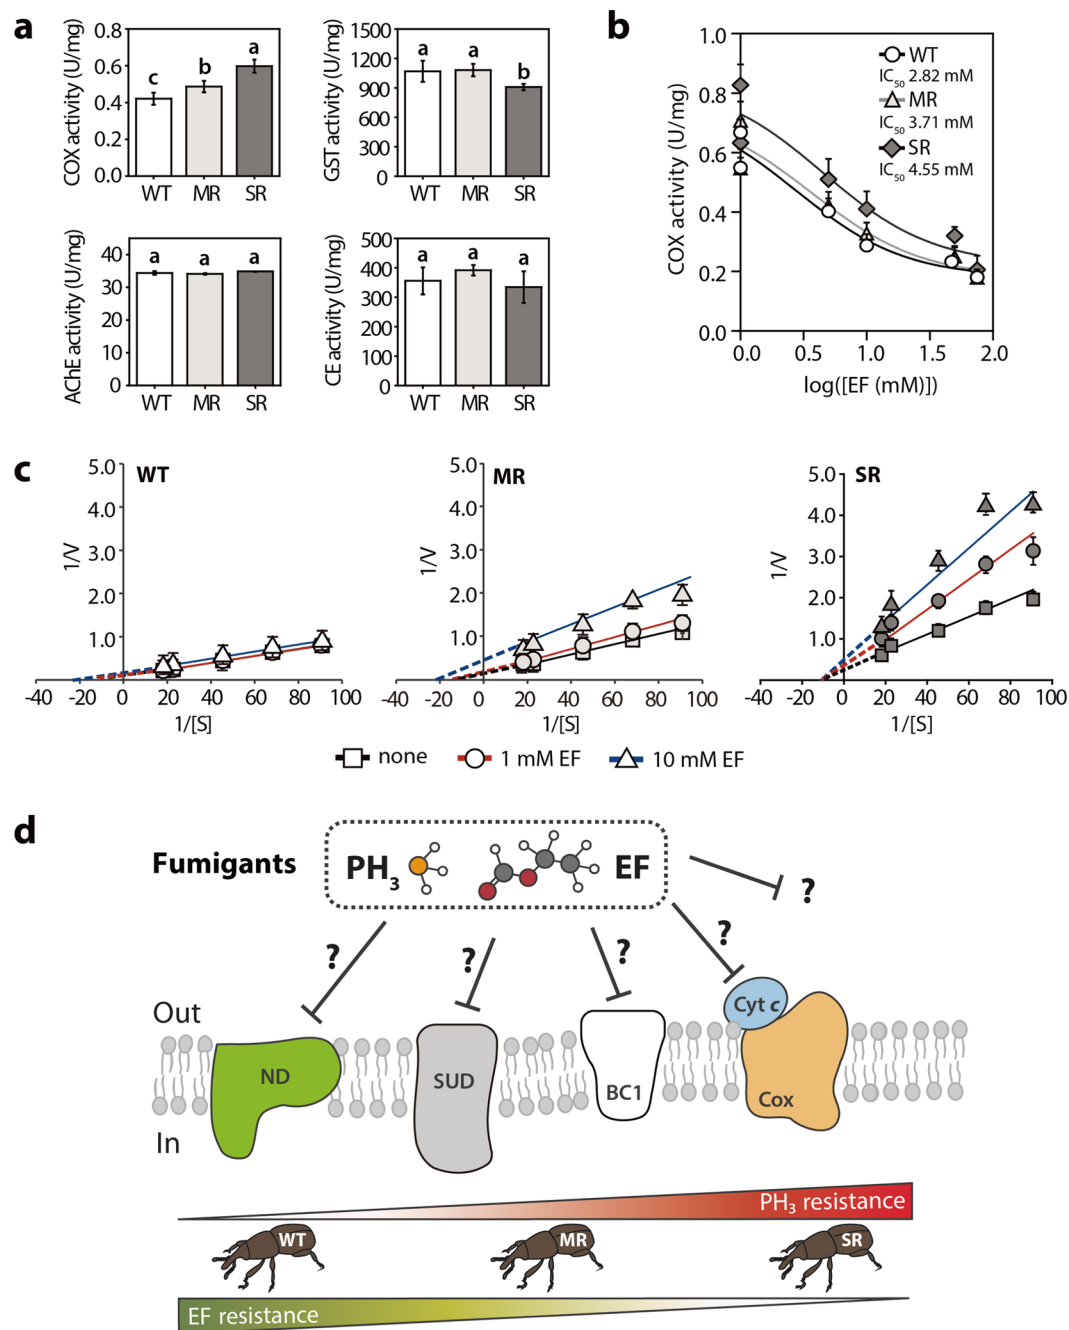 a
COX activity (U/mg)
0.8
0.6
0.4
0.2
0.0
c
b
a
WT
MR
SR
GST activity (U/mg)
1500
1200
900
600
300
0
a
a
b
WT
MR
SR
AChE activity (U/mg)
40
30
20
10
0
a
a
a
WT
MR
SR
CE activity (U/mg)
500
400
300
200
100
0
a
a
a
WT
MR
SR
b
COX activity (U/mg)
1.0
0.8
0.6
0.4
0.2
0.0
WT
IC50 2.82 mM
MR
IC50 3.71 mM
SR
IC50 4.55 mM
0.0
0.5
1.0
1.5
2.0
log([EF (mM)])
c
WT
1/V
5.0
4.0
3.0
2.0
1.0
-40
-20
0
20
40
60
80
100
1/[S]
MR
1/V
5.0
4.0
3.0
2.0
1.0
-40
-20
0
20
40
60
80
100
1/[S]
SR
1/V
5.0
4.0
3.0
2.0
1.0
-40
-20
0
20
40
60
80
100
1/[S]
none
1 mM EF
10 mM EF
d
Fumigants
PH3
EF
?
?
?
?
?
Out
In
ND
SUD
BC1
Cyt c
Cox
PH3 resistance
WT
MR
SR
EF resistance